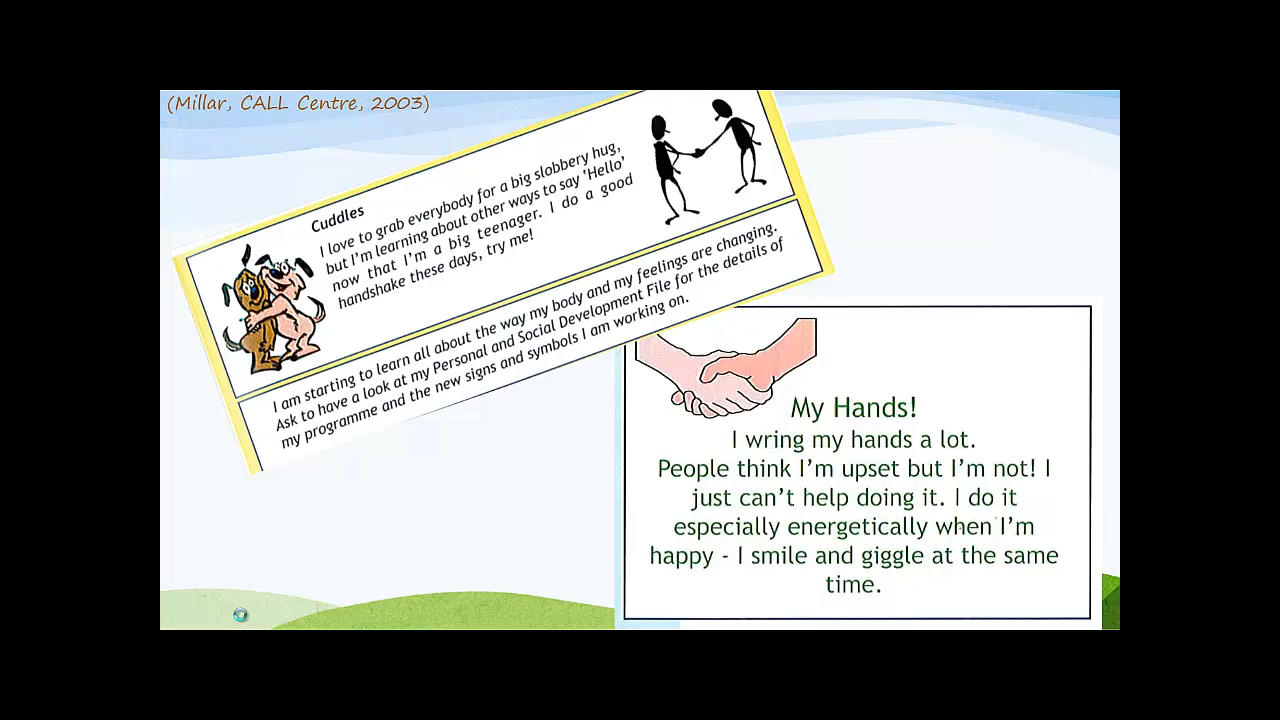 (Millar, CALL Centre, 2003)
Cuddles
I love to grab everybody for a big slobbery hug,
but I'm learning about other ways to say 'Hello'
now that I'm a big teenager. I do a good
handshake these days, try me!
I am starting to learn all about the way my body and my feelings are changing.
Ask to have a look at my Personal and Social Development File for the details of
my programme and the new signs and symbols I am working on.
My Hands!
I wring my hands a lot.
People think I'm upset but I'm not! I
just can't help doing it. I do it
especially energetically when I'm
happy - I smile and giggle at the same
time.